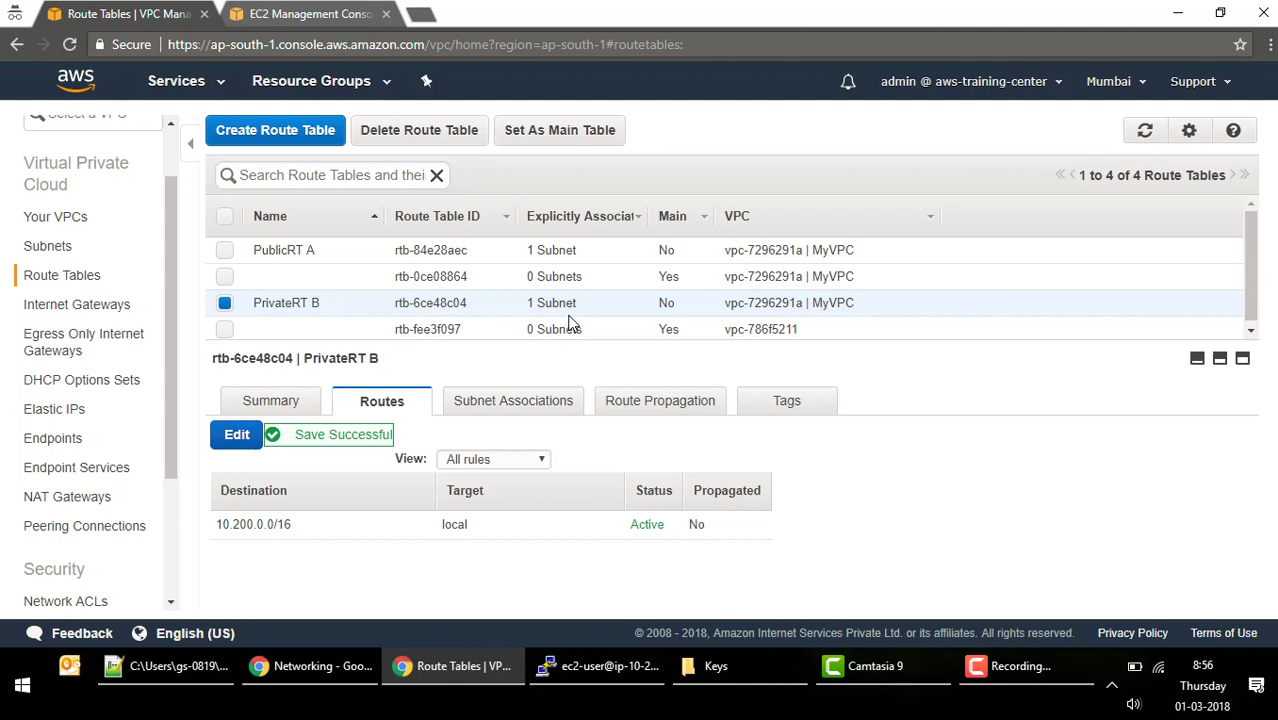 Route Tables | VPC Mana
EC2 Management Conso
Secure
https://ap-south-1.console.aws.amazon.com/vpc/home?region=ap-south-1#routetables:
aws
Services
Resource Groups
admin @ aws-training-center
Mumbai
Support
Select a VPC
Virtual Private
Cloud
Your VPCs
Subnets
Route Tables
Internet Gateways
Egress Only Internet
Gateways
DHCP Options Sets
Elastic IPs
Endpoints
Endpoint Services
NAT Gateways
Peering Connections
Security
Network ACLs
Create Route Table
Delete Route Table
Set As Main Table
Search Route Tables and thei
1 to 4 of 4 Route Tables
Name Route Table ID Explicitly Associat Main VPC
PublicRT A rtb-84e28aec 1 Subnet No vpc-7296291a | MyVPC
rtb-0ce08864 0 Subnets Yes vpc-7296291a | MyVPC
PrivateRT B rtb-6ce48c04 1 Subnet No vpc-7296291a | MyVPC
rtb-fee3f097 0 Subnets Yes vpc-786f5211
rtb-6ce48c04 | PrivateRT B
Summary
Routes
Subnet Associations
Route Propagation
Tags
Edit
Save Successful
View: All rules
Destination Target Status Propagated
10.200.0.0/16 local Active No
Feedback
English (US)
© 2008 - 2018, Amazon Internet Services Private Ltd. or its affiliates. All rights reserved.
Privacy Policy
Terms of Use
C:\Users\gs-0819\...
Networking - Goo...
Route Tables | VP...
ec2-user@ip-10-2...
Keys
Camtasia 9
Recording...
8:56
Thursday
01-03-2018